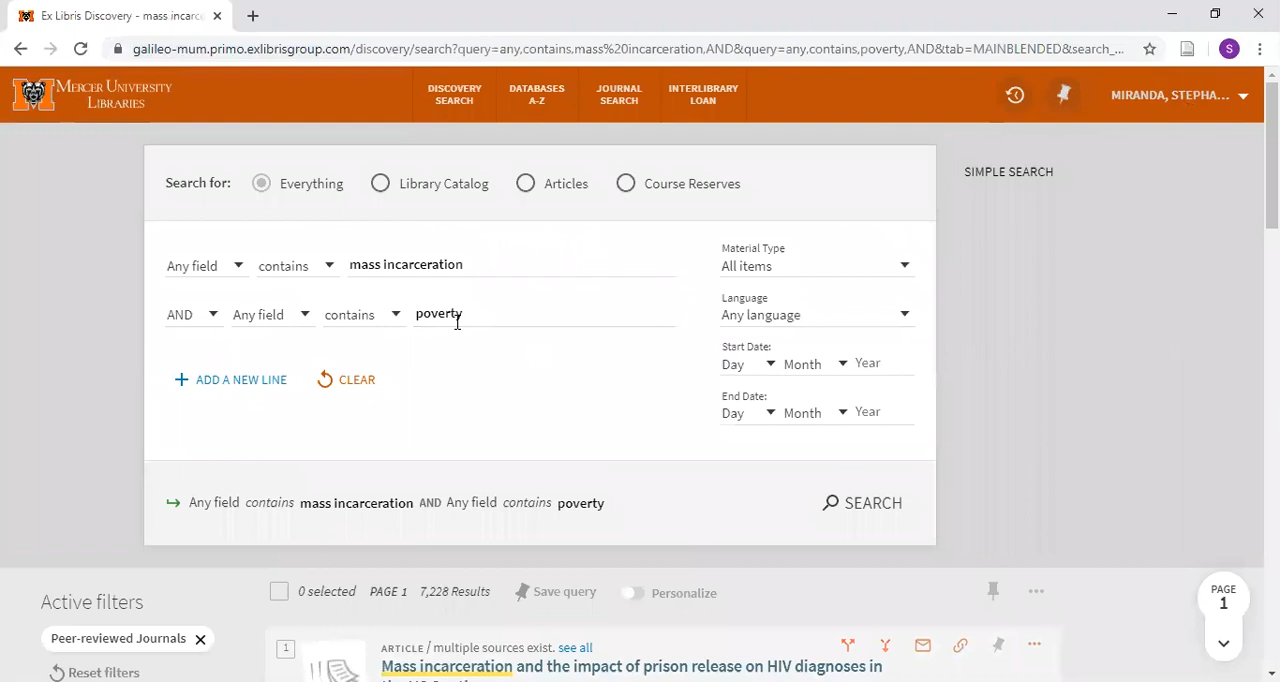 Ex Libris Discovery - mass incarce
galileo-mum.primo.exlibrisgroup.com/discovery/search?query=any,contains,mass%20incarceration,AND&query=any,contains,poverty,AND&tab=MAINBLENDED&search_...
S
MERCER UNIVERSITY
LIBRARIES
DISCOVERY
SEARCH
DATABASES
A-Z
JOURNAL
SEARCH
INTERLIBRARY
LOAN
MIRANDA, STEPHA...
Search for: Everything Library Catalog Articles Course Reserves
SIMPLE SEARCH
Any field contains mass incarceration
AND Any field contains poverty
+ ADD A NEW LINE CLEAR
Material Type
All items
Language
Any language
Start Date:
Day Month Year
End Date:
Day Month Year
Any field contains mass incarceration AND Any field contains poverty
SEARCH
Active filters
Peer-reviewed Journals
Reset filters
0 selected PAGE 1 7,228 Results Save query Personalize
PAGE
1
1
ARTICLE / multiple sources exist. see all
Mass incarceration and the impact of prison release on HIV diagnoses in